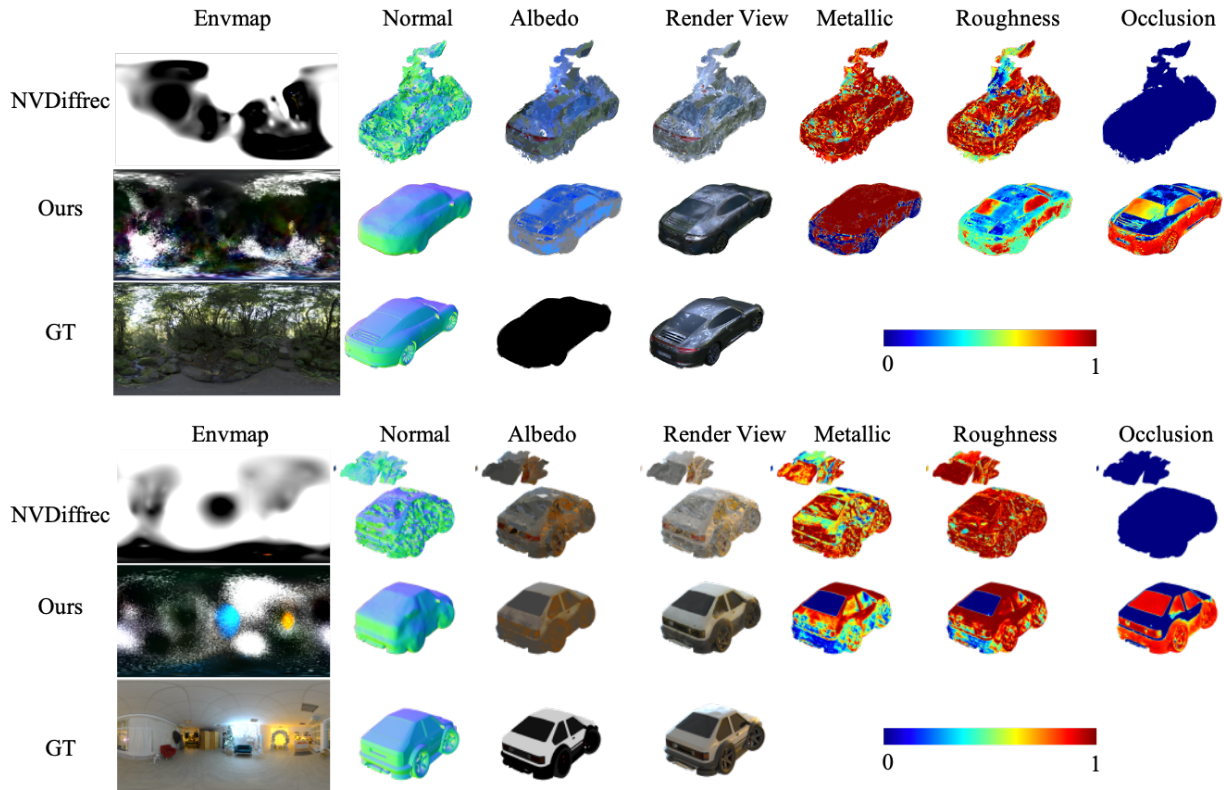 Envmap Normal Albedo Render View Metallic Roughness Occlusion
NVDiffrec
Ours
GT
0 1
Envmap Normal Albedo Render View Metallic Roughness Occlusion
NVDiffrec
Ours
GT
0 1